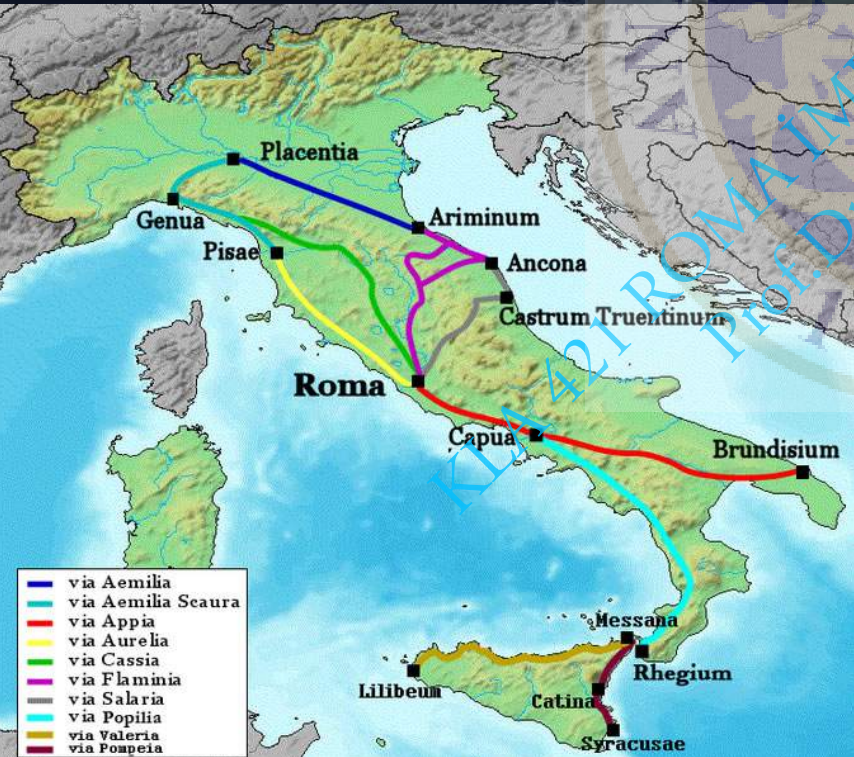 Placentia
Genua
Ariminum
Pisae
Ancona
Castrum Truentinum
Roma
Capua
Brundisium
Messana
Rhegium
Lilibeum
Catina
Syracusae
via Aemilia
via Aemilia Scaura
via Appia
via Aurelia
via Cassia
via Flaminia
via Salaria
via Popilia
via Valeria
via Pompeia
KLA 421 ROMA İM
Prof.D